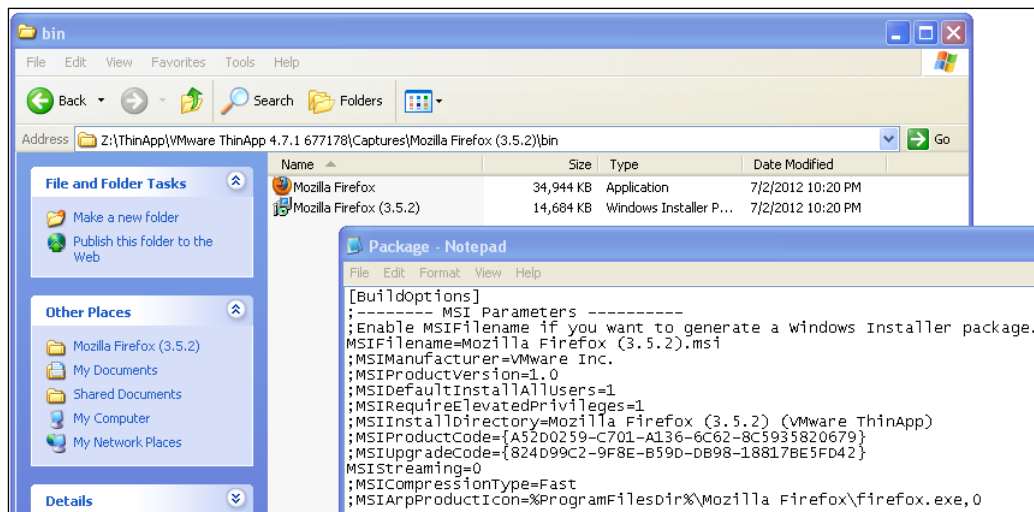 bin
File Edit View Favorites Tools Help
Back Search Folders
Address Z:\ThinApp\VMware ThinApp 4.7.1 677178\Captures\Mozilla Firefox (3.5.2)\bin Go
File and Folder Tasks
Make a new folder
Publish this folder to the
Web
Other Places
Mozilla Firefox (3.5.2)
My Documents
Shared Documents
My Computer
My Network Places
Details
Name Size Type Date Modified
Mozilla Firefox 34,944 KB Application 7/2/2012 10:20 PM
Mozilla Firefox (3.5.2) 14,684 KB Windows Installer P... 7/2/2012 10:20 PM
Package - Notepad
File Edit Format View Help
[BuildOptions]
;-------- MSI Parameters ----------
;Enable MSIFilename if you want to generate a Windows Installer package.
MSIFilename=Mozilla Firefox (3.5.2).msi
;MSIManufacturer=VMware Inc.
;MSIProductVersion=1.0
;MSIDefaultInstallAllUsers=1
;MSIRequireElevatedPrivileges=1
;MSIInstallDirectory=Mozilla Firefox (3.5.2) (VMware ThinApp)
;MSIProductCode={A52D0259-C701-A136-6C62-8C5935820679}
;MSIUpgradeCode={824D99C2-9F8E-B59D-DB98-18817BE5FD42}
MSIStreaming=0
;MSICompressionType=Fast
;MSIArpProductIcon=%ProgramFilesDir%\Mozilla Firefox\firefox.exe,0